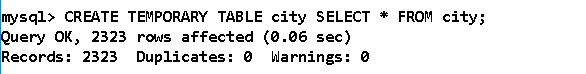 mysql> CREATE TEMPORARY TABLE city SELECT * FROM city;
Query OK, 2323 rows affected (0.06 sec)
Records: 2323  Duplicates: 0  Warnings: 0